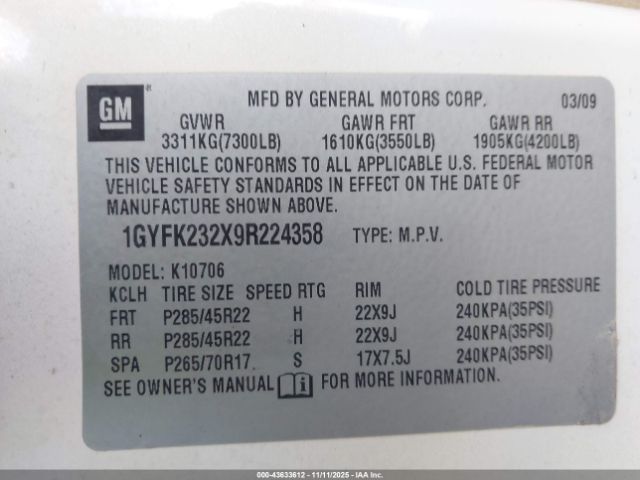 GM
MFD BY GENERAL MOTORS CORP. 03/09
GVWR GAWR FRT GAWR RR
3311KG(7300LB) 1610KG(3550LB) 1905KG(4200LB)
THIS VEHICLE CONFORMS TO ALL APPLICABLE U.S. FEDERAL MOTOR
VEHICLE SAFETY STANDARDS IN EFFECT ON THE DATE OF
MANUFACTURE SHOWN ABOVE.
1GYFK232X9R224358 TYPE: M.P.V.
MODEL: K10706
KCLH TIRE SIZE SPEED RTG RIM COLD TIRE PRESSURE
FRT P285/45R22 H 22X9J 240KPA(35PSI)
RR P285/45R22 H 22X9J 240KPA(35PSI)
SPA P265/70R17 S 17X7.5J 240KPA(35PSI)
SEE OWNER'S MANUAL FOR MORE INFORMATION.
000-43633612 - 11/11/2025 - IAA Inc.